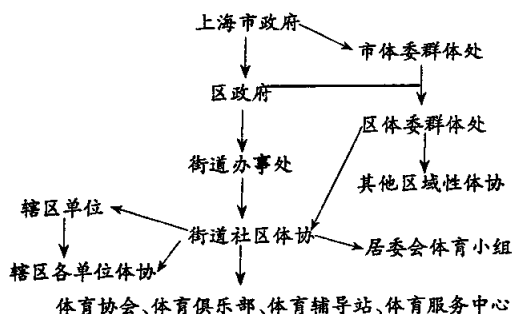 上海市政府
市体委群体处
区政府
区体委群体处
街道办事处
其他区域性体协
辖区单位
街道社区体协
居委会体育小组
辖区各单位体协
体育协会、体育俱乐部、体育辅导站、体育服务中心